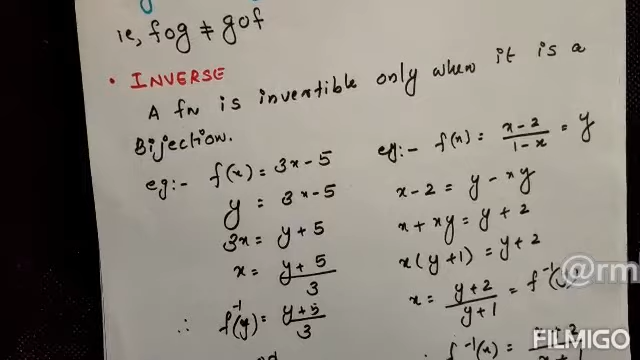 ie, fog ≠ gof
• INVERSE
A fn is invertible only when it is a
Bijection.
eg:- f(x) = 3x-5
y = 3x-5
3x = y+5
x = (y+5)/3
∴ f⁻¹(y) = (y+5)/3
eg:- f(x) = (x-2)/(1-x) = y
x-2 = y-xy
x+xy = y+2
x(y+1) = y+2
x = (y+2)/(y+1) = f⁻¹(y)
∴ f⁻¹(x) =
@rm
FILMIGO